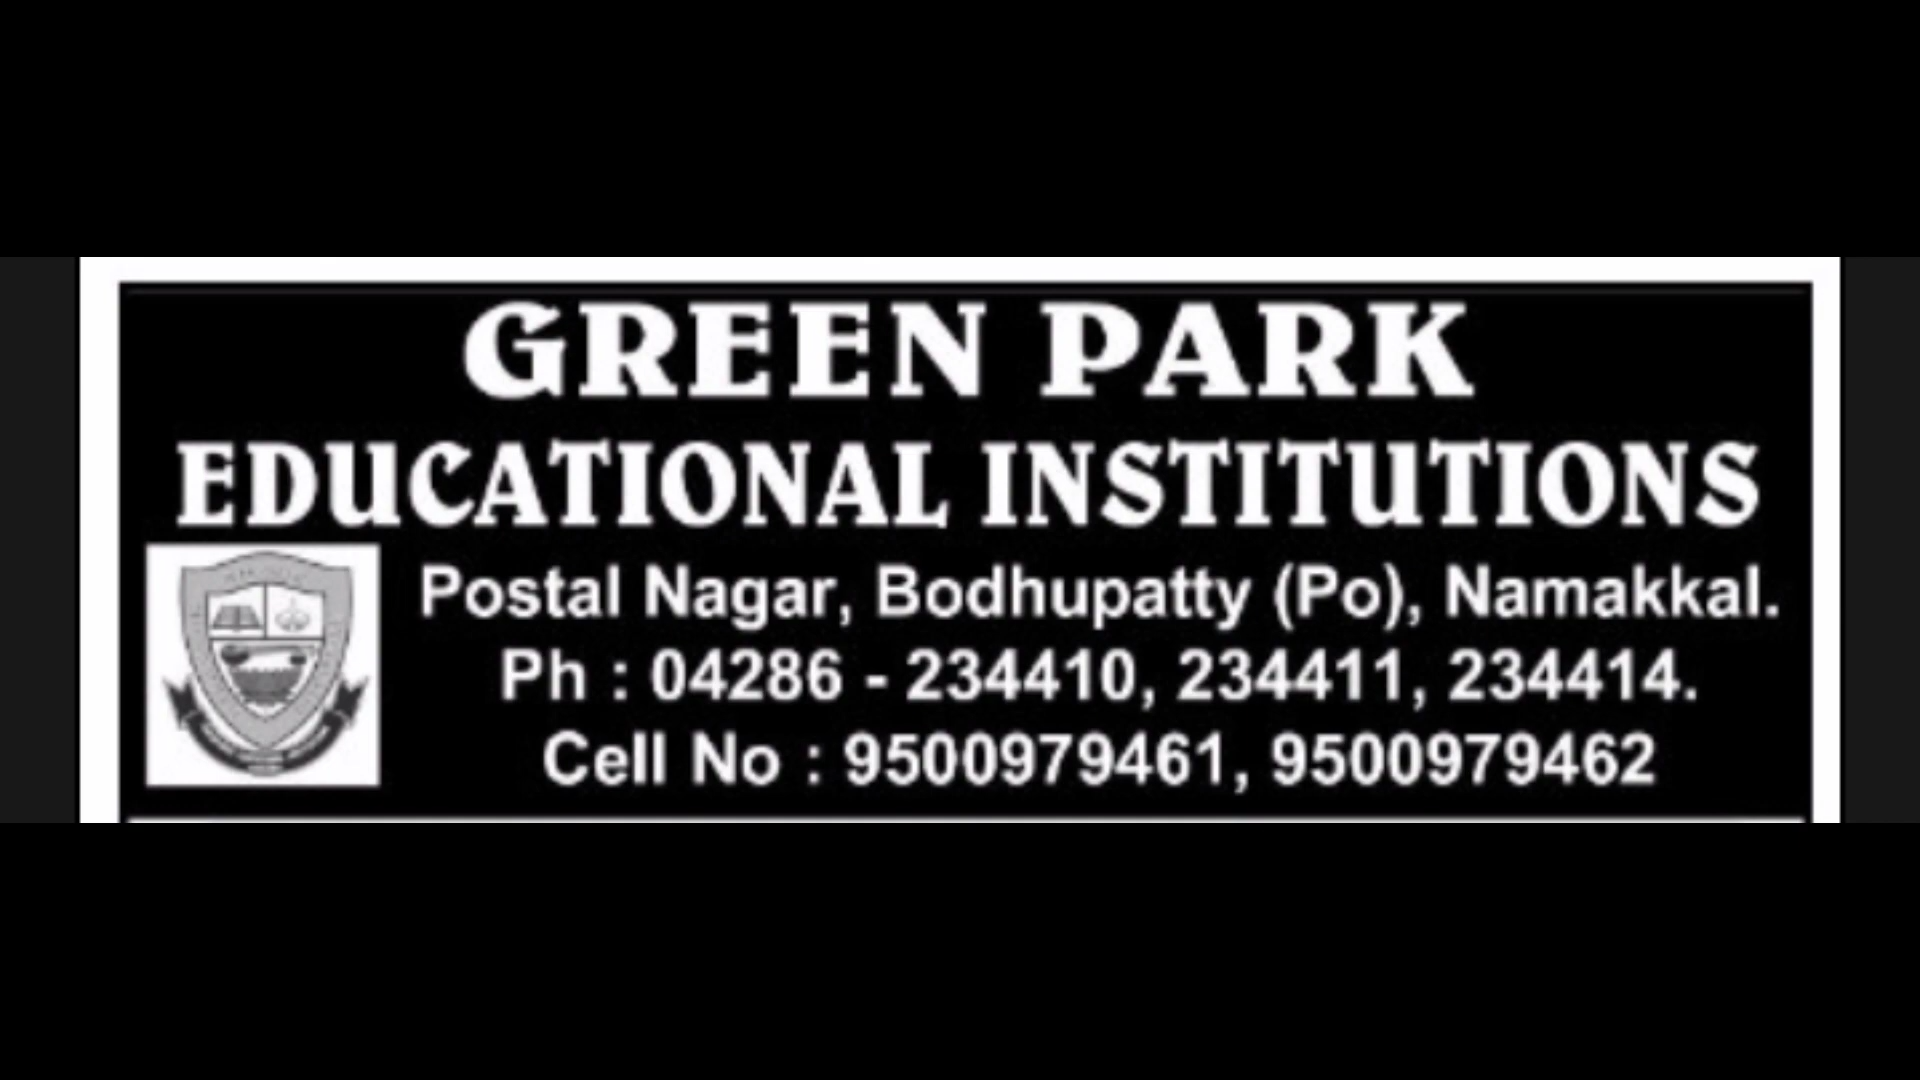 GREEN PARK
EDUCATIONAL INSTITUTIONS
Postal Nagar, Bodhupatty (Po), Namakkal.
Ph : 04286 - 234410, 234411, 234414.
Cell No : 9500979461, 9500979462